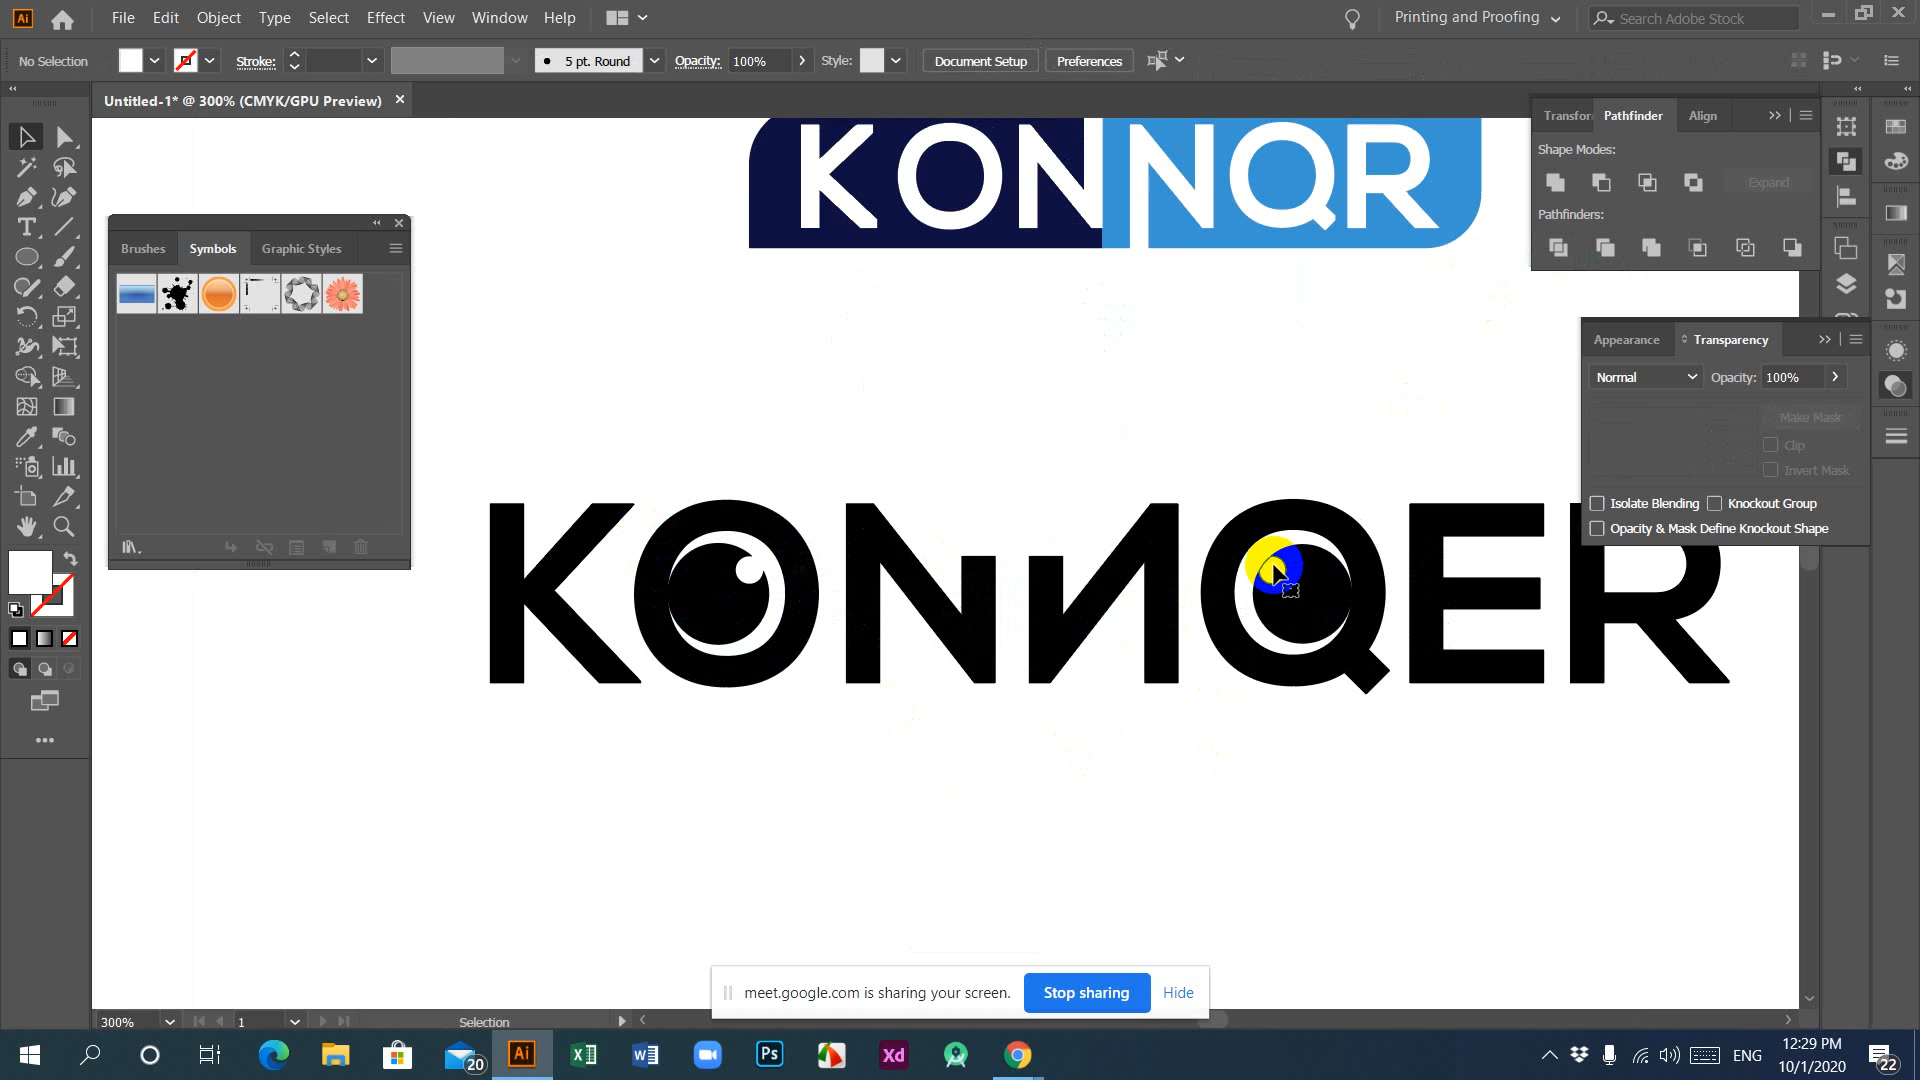 File Edit Object Type Select Effect View Window Help
Printing and Proofing
Search Adobe Stock
No Selection
Stroke:
5 pt. Round
Opacity: 100%
Style:
Document Setup
Preferences
Untitled-1* @ 300% (CMYK/GPU Preview)
Transfor Pathfinder Align
Shape Modes:
Expand
Pathfinders:
Brushes Symbols Graphic Styles
KONNQR
Appearance Transparency
Normal
Opacity: 100%
Make Mask
Clip
Invert Mask
Isolate Blending Knockout Group
Opacity & Mask Define Knockout Shape
KONNQER
meet.google.com is sharing your screen.
Stop sharing
Hide
300%
1
Selection
20
Ai
Ps
Xd
ENG
12:29 PM
10/1/2020
22